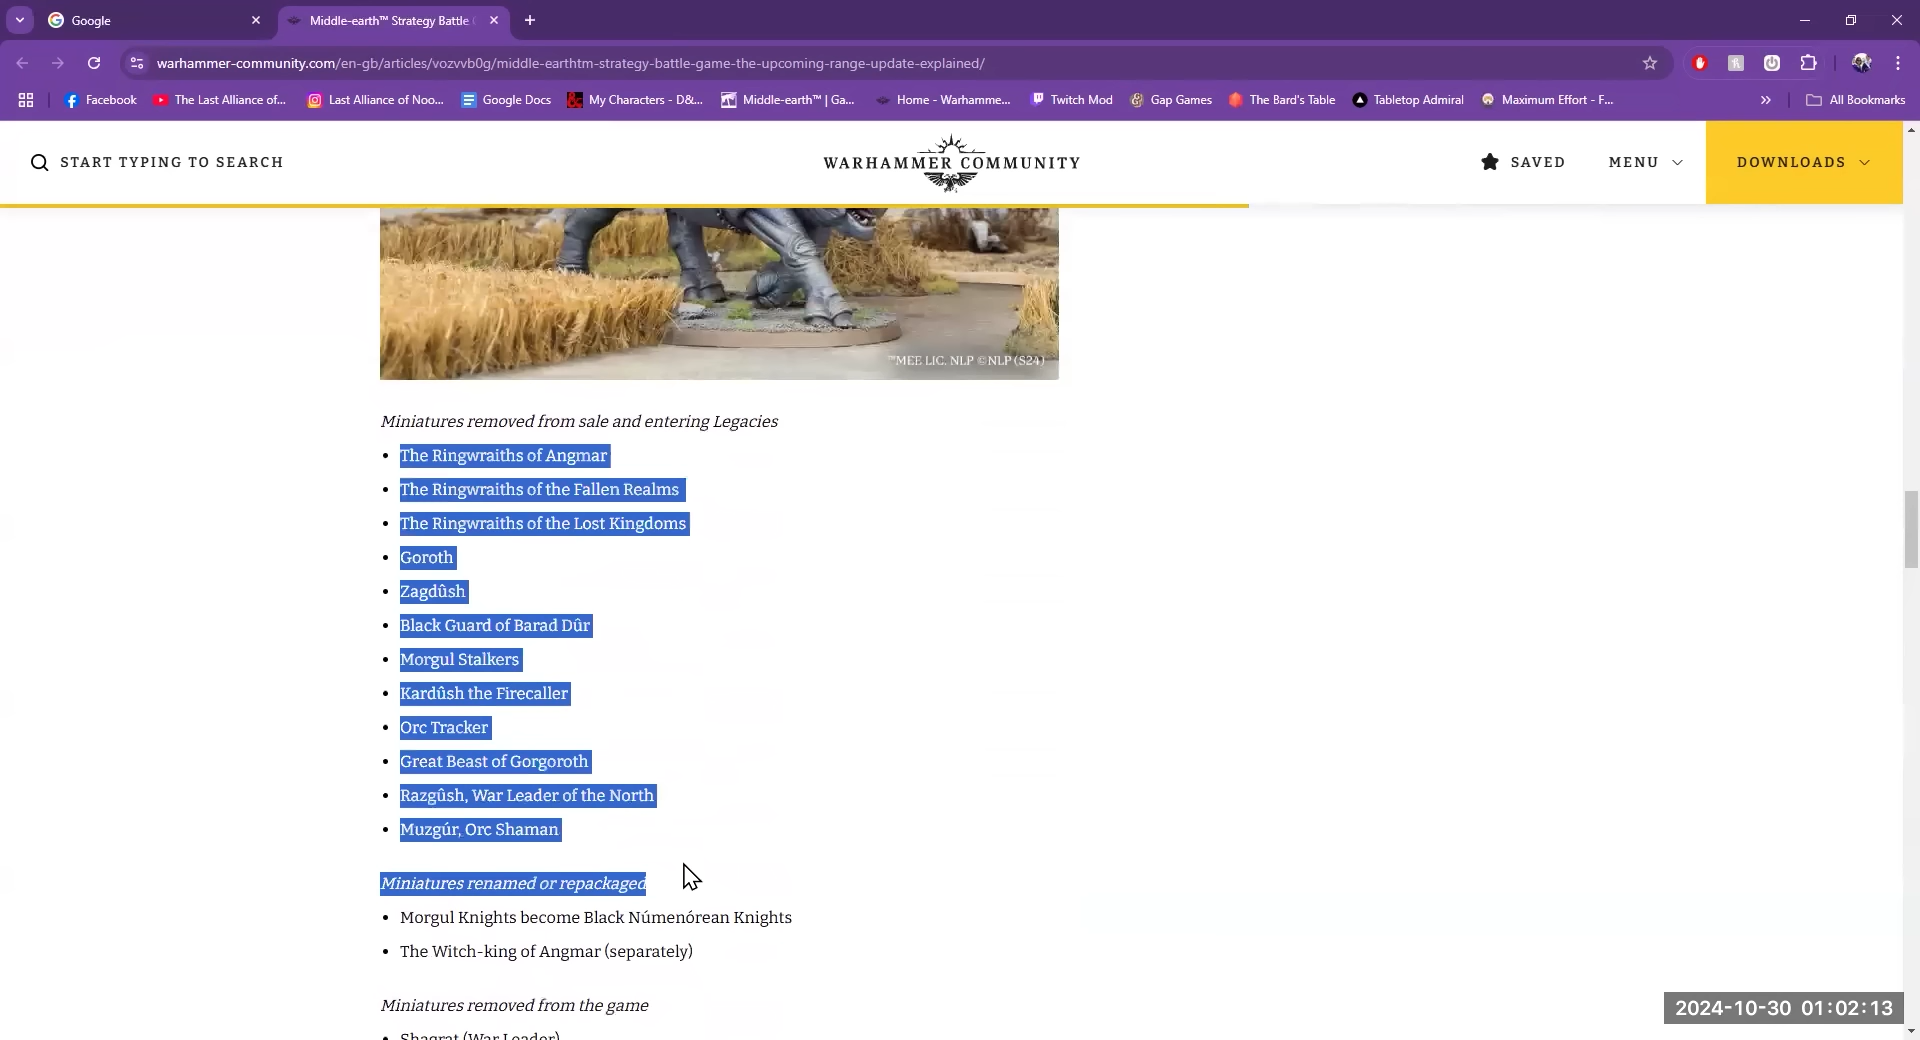 Google
Middle-earth™ Strategy Battle
warhammer-community.com/en-gb/articles/vozvvb0g/middle-earthtm-strategy-battle-game-the-upcoming-range-update-explained/
Facebook
The Last Alliance of...
Last Alliance of Noo...
Google Docs
My Characters - D&...
Middle-earth™ | Ga...
Home - Warhamme...
Twitch Mod
Gap Games
The Bard's Table
Tabletop Admiral
Maximum Effort - F...
All Bookmarks
START TYPING TO SEARCH
WARHAMMER COMMUNITY
SAVED
MENU
DOWNLOADS
™MEE LIC. NLP ©NLP (S24)
Miniatures removed from sale and entering Legacies
• The Ringwraiths of Angmar
• The Ringwraiths of the Fallen Realms
• The Ringwraiths of the Lost Kingdoms
• Goroth
• Zagdûsh
• Black Guard of Barad Dûr
• Morgul Stalkers
• Kardûsh the Firecaller
• Orc Tracker
• Great Beast of Gorgoroth
• Razgûsh, War Leader of the North
• Muzgúr, Orc Shaman
Miniatures renamed or repackaged
• Morgul Knights become Black Númenórean Knights
• The Witch-king of Angmar (separately)
Miniatures removed from the game
• Shagrat (War Leader)
2024-10-30 01:02:13